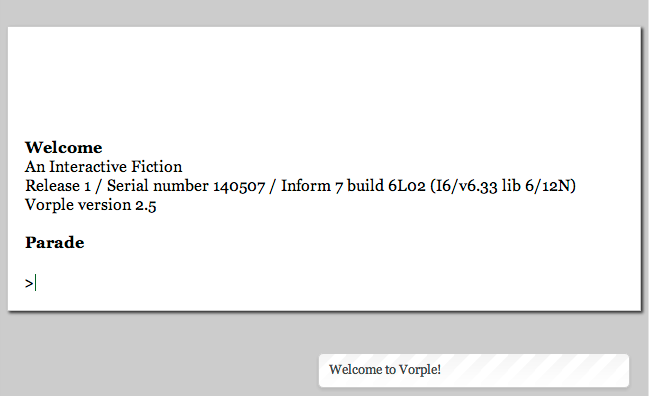 Welcome
An Interactive Fiction
Release 1 / Serial number 140507 / Inform 7 build 6L02 (I6/v6.33 lib 6/12N)
Vorple version 2.5
Parade
>
Welcome to Vorple!